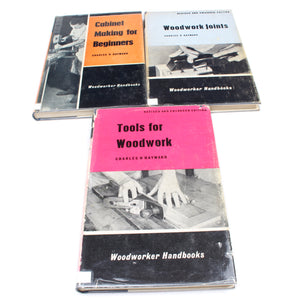 Cabinet
Making for
Beginners
CHARLES H HAYWARD
Woodworker Handbooks
REVISED AND ENLARGED EDITION
Woodwork Joints
CHARLES H HAYWARD
Woodworker Handbooks
REVISED AND ENLARGED EDITION
Tools for
Woodwork
CHARLES H HAYWARD
Woodworker Handbooks